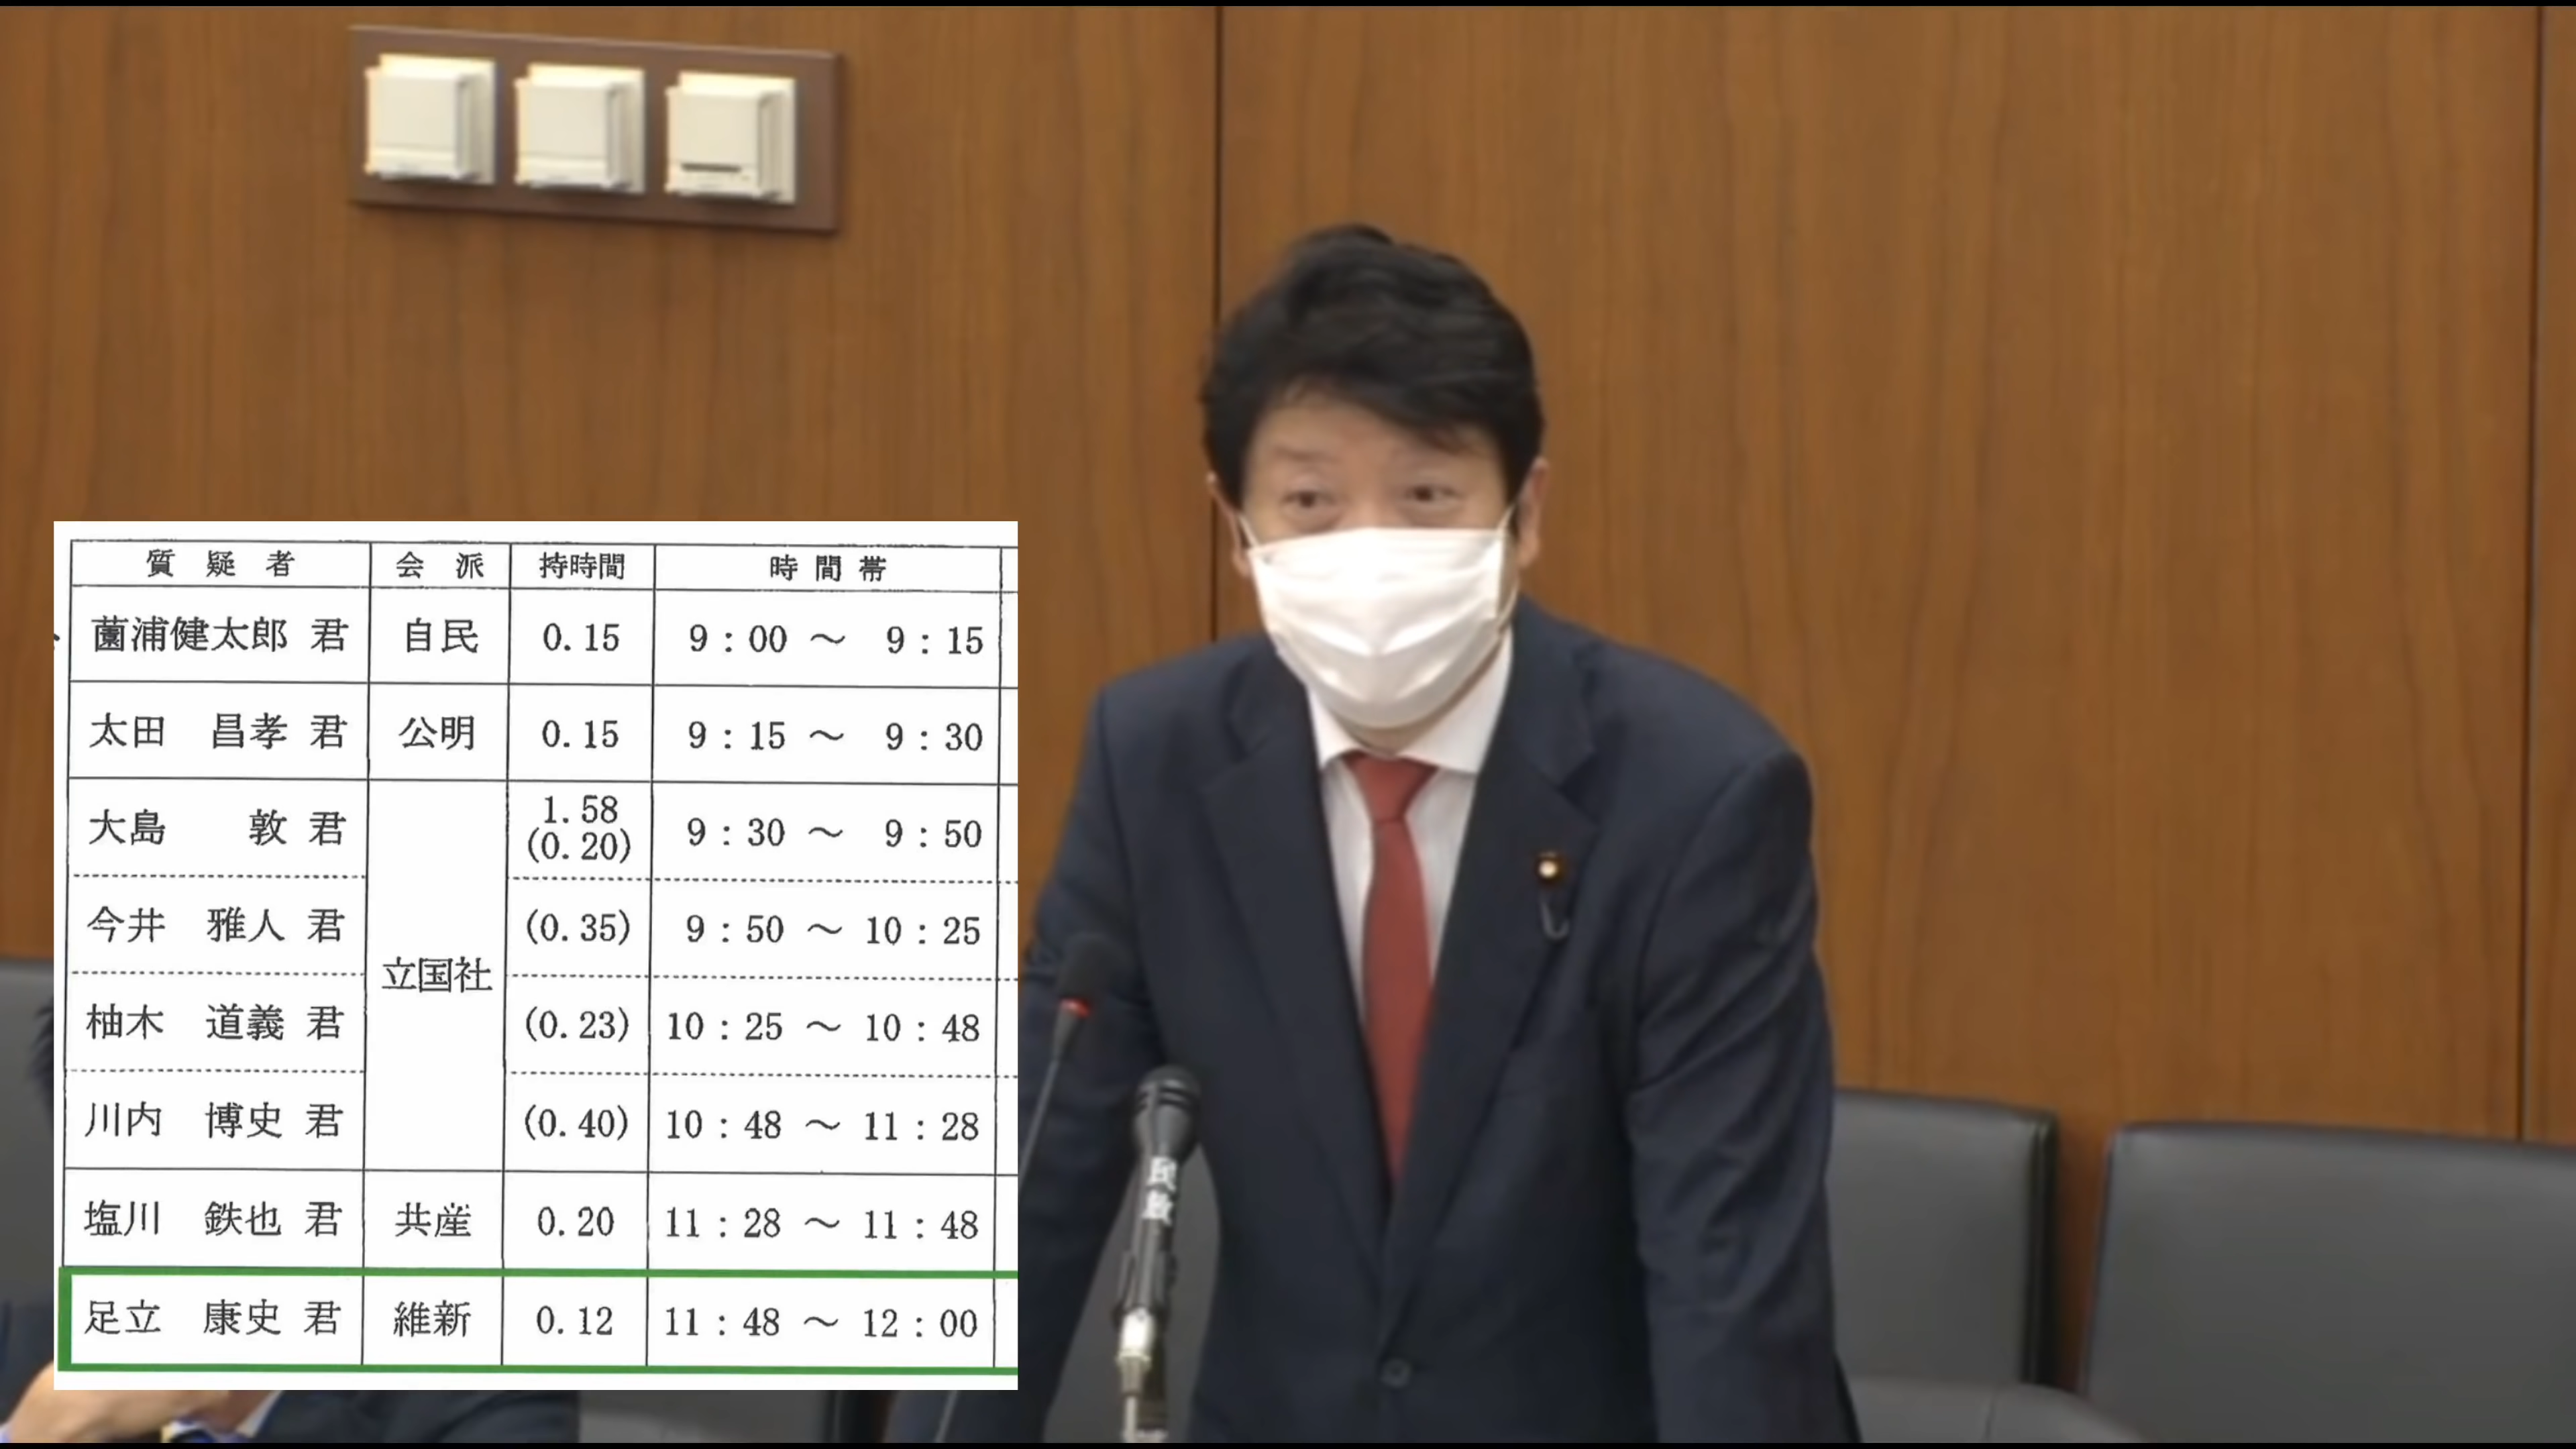 質疑者 会派 持時間 時間帯
薗浦健太郎 君 自民 0.15 9:00 ～ 9:15
太田 昌孝 君 公明 0.15 9:15 ～ 9:30
大島 敦 君 立国社 1.58 (0.20) 9:30 ～ 9:50
今井 雅人 君 (0.35) 9:50 ～ 10:25
柚木 道義 君 (0.23) 10:25 ～ 10:48
川内 博史 君 (0.40) 10:48 ～ 11:28
塩川 鉄也 君 共産 0.20 11:28 ～ 11:48
足立 康史 君 維新 0.12 11:48 ～ 12:00
民
放